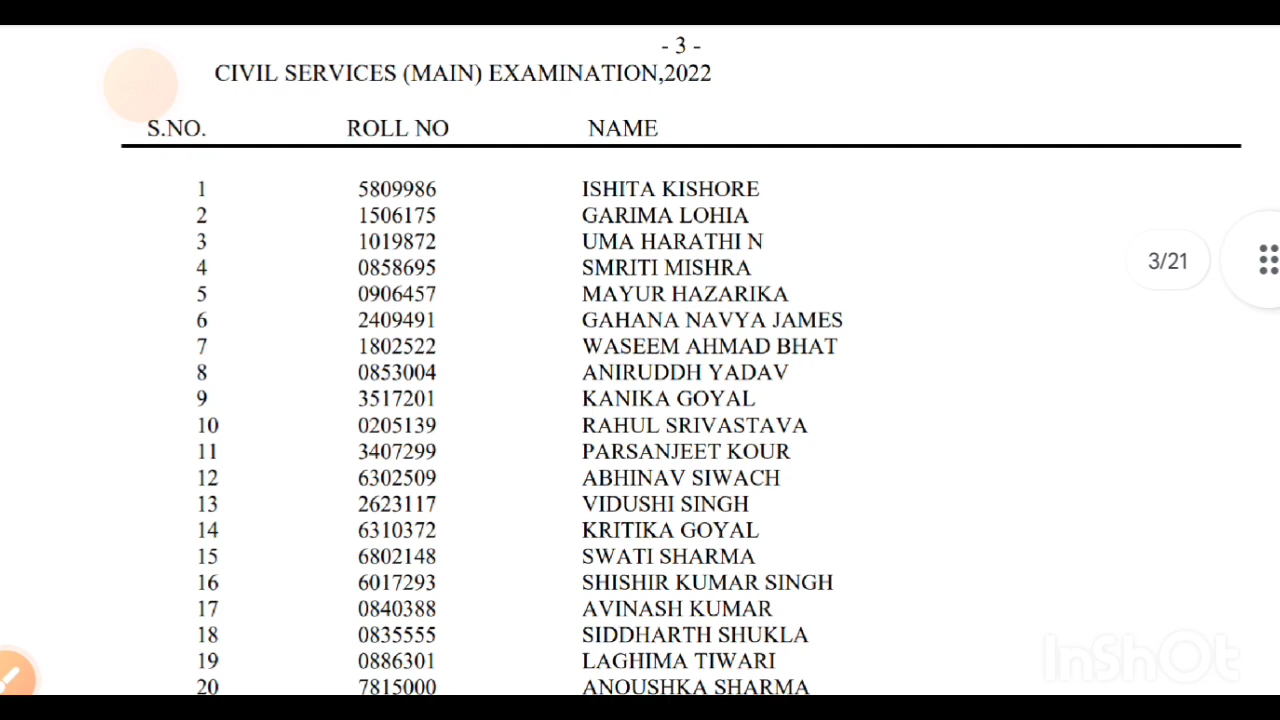 - 3 -
CIVIL SERVICES (MAIN) EXAMINATION,2022
S.NO. ROLL NO NAME
1 5809986 ISHITA KISHORE
2 1506175 GARIMA LOHIA
3 1019872 UMA HARATHI N
4 0858695 SMRITI MISHRA
5 0906457 MAYUR HAZARIKA
6 2409491 GAHANA NAVYA JAMES
7 1802522 WASEEM AHMAD BHAT
8 0853004 ANIRUDDH YADAV
9 3517201 KANIKA GOYAL
10 0205139 RAHUL SRIVASTAVA
11 3407299 PARSANJEET KOUR
12 6302509 ABHINAV SIWACH
13 2623117 VIDUSHI SINGH
14 6310372 KRITIKA GOYAL
15 6802148 SWATI SHARMA
16 6017293 SHISHIR KUMAR SINGH
17 0840388 AVINASH KUMAR
18 0835555 SIDDHARTH SHUKLA
19 0886301 LAGHIMA TIWARI
20 7815000 ANOUSHKA SHARMA
3/21
InShOt